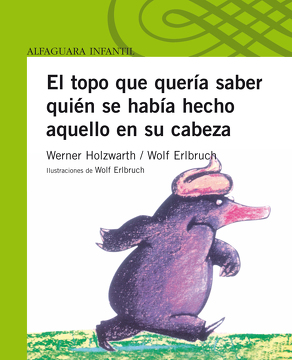 ALFAGUARA INFANTIL
El topo que quería saber
quién se había hecho
aquello en su cabeza
Werner Holzwarth / Wolf Erlbruch
Ilustraciones de Wolf Erlbruch